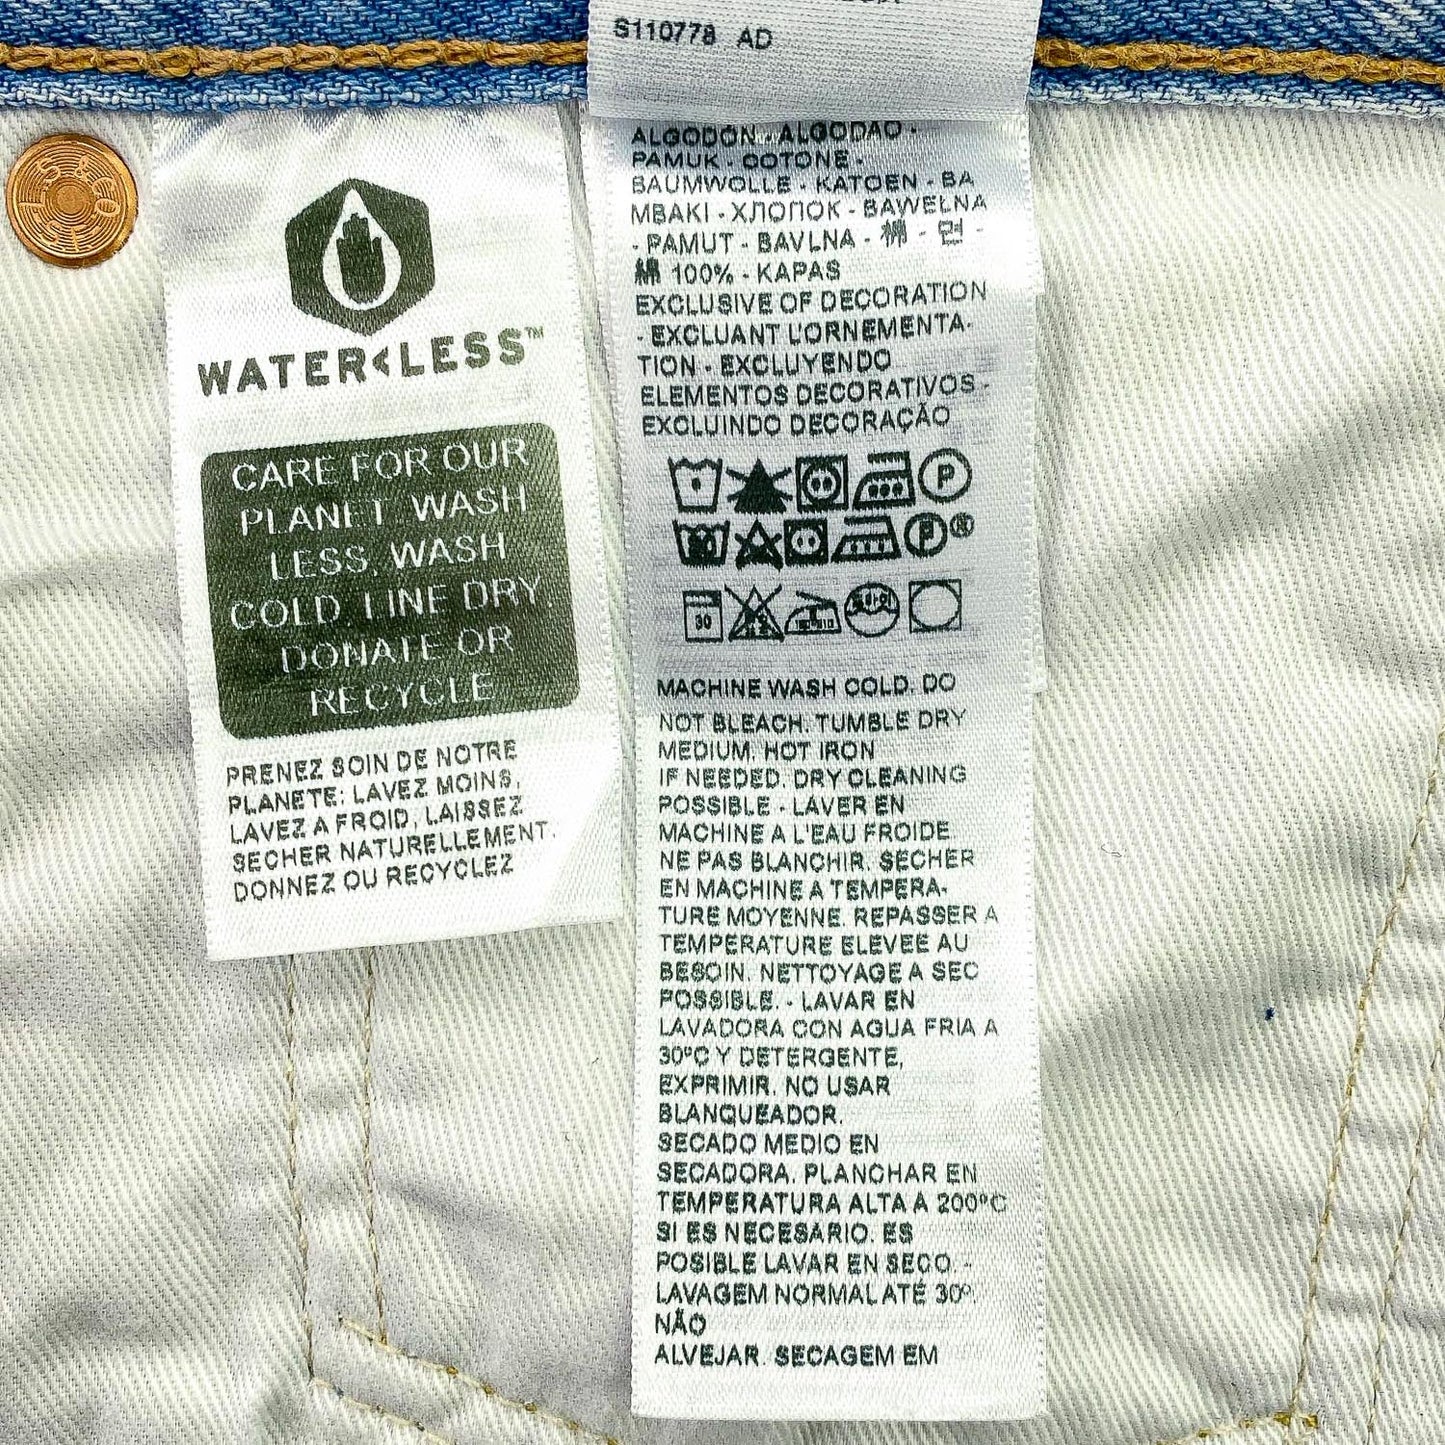 S110778 AD
WATER<LESS™
CARE FOR OUR
PLANET. WASH
LESS, WASH
COLD, LINE DRY,
DONATE OR
RECYCLE
PRENEZ SOIN DE NOTRE
PLANETE: LAVEZ MOINS,
LAVEZ A FROID, LAISSEZ
SECHER NATURELLEMENT.
DONNEZ OU RECYCLEZ
ALGODÓN - ALGODÃO -
PAMUK - COTONE -
BAUMWOLLE - KATOEN - BA
МВАКІ - ХЛОПОК - BAWEŁNA
- PAMUT - BAVLNA - 棉 - 면 -
綿 100% - KAPAS
EXCLUSIVE OF DECORATION
- EXCLUANT L'ORNEMENTA-
TION - EXCLUYENDO
ELEMENTOS DECORATIVOS -
EXCLUINDO DECORAÇÃO
P
P ®
30
MACHINE WASH COLD. DO
NOT BLEACH. TUMBLE DRY
MEDIUM. HOT IRON
IF NEEDED. DRY CLEANING
POSSIBLE - LAVER EN
MACHINE A L'EAU FROIDE.
NE PAS BLANCHIR. SECHER
EN MACHINE A TEMPERA-
TURE MOYENNE. REPASSER A
TEMPERATURE ELEVEE AU
BESOIN. NETTOYAGE A SEC
POSSIBLE. - LAVAR EN
LAVADORA CON AGUA FRIA A
30ºC Y DETERGENTE,
EXPRIMIR. NO USAR
BLANQUEADOR.
SECADO MEDIO EN
SECADORA. PLANCHAR EN
TEMPERATURA ALTA A 200ºC
SI ES NECESARIO. ES
POSIBLE LAVAR EN SECO. -
LAVAGEM NORMAL ATÉ 30º.
NÃO
ALVEJAR. SECAGEM EM